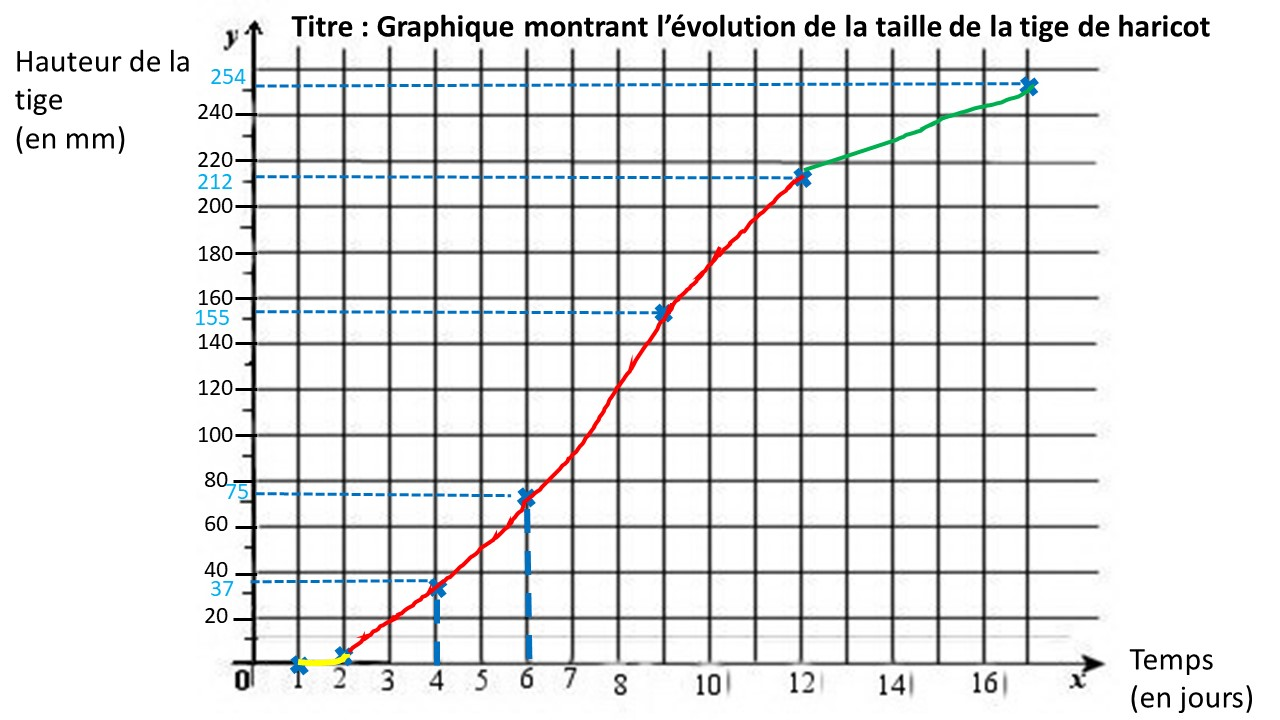 Titre : Graphique montrant l’évolution de la taille de la tige de haricot
y
Hauteur de la
tige
(en mm)
254
240
220
212
200
180
160
155
140
120
100
80
75
60
40
37
20
0 1 2 3 4 5 6 7 8 10 12 14 16 x
Temps
(en jours)